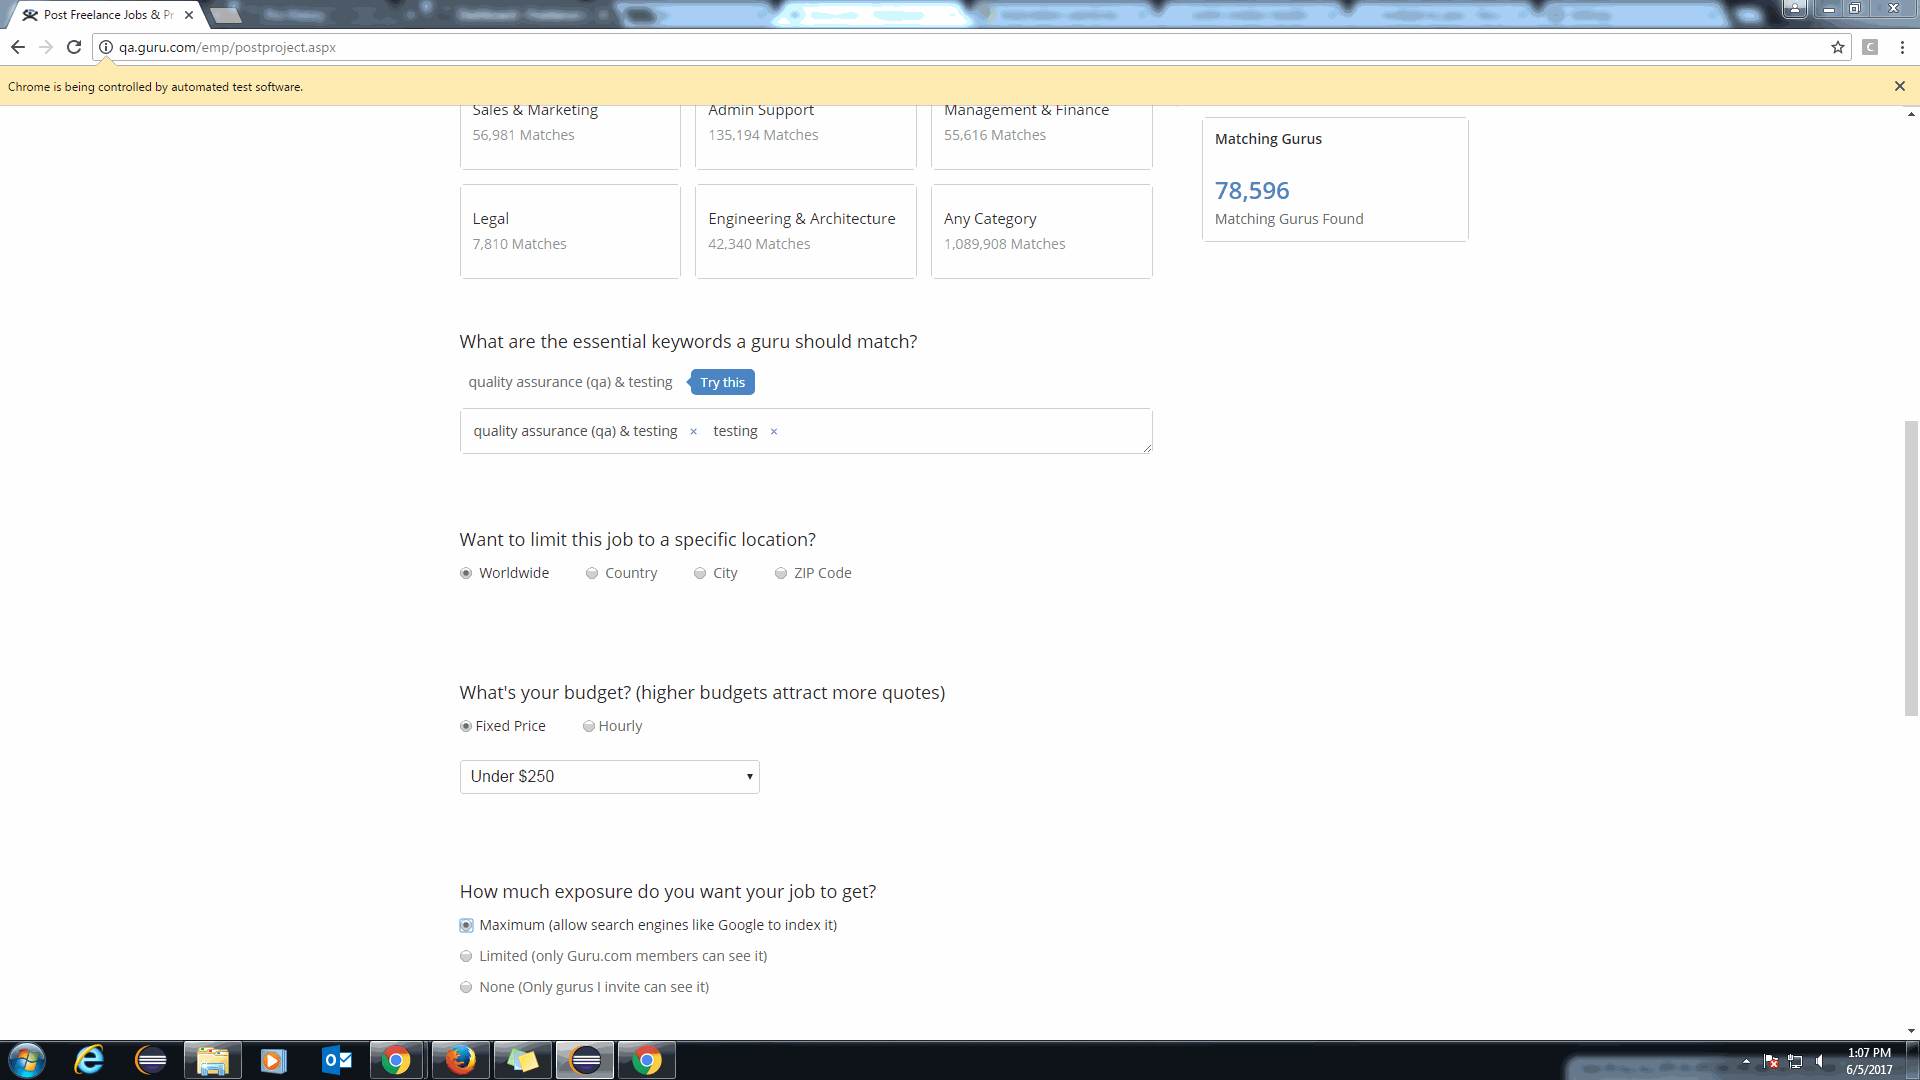 Post Freelance Jobs & Pr
qa.guru.com/emp/postproject.aspx
Chrome is being controlled by automated test software.
Sales & Marketing
56,981 Matches
Admin Support
135,194 Matches
Management & Finance
55,616 Matches
Matching Gurus
78,596
Matching Gurus Found
Legal
7,810 Matches
Engineering & Architecture
42,340 Matches
Any Category
1,089,908 Matches
What are the essential keywords a guru should match?
quality assurance (qa) & testing
Try this
quality assurance (qa) & testing × testing ×
Want to limit this job to a specific location?
Worldwide Country City ZIP Code
What's your budget? (higher budgets attract more quotes)
Fixed Price Hourly
Under $250
How much exposure do you want your job to get?
Maximum (allow search engines like Google to index it)
Limited (only Guru.com members can see it)
None (Only gurus I invite can see it)
1:07 PM
6/5/2017